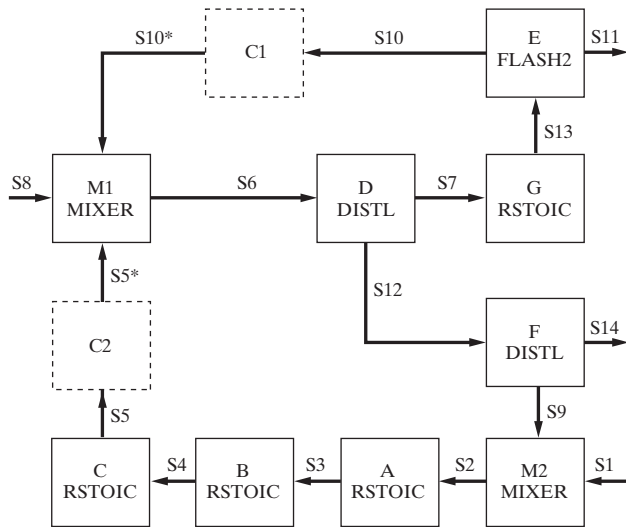 S10*
C1
S10
E
FLASH2
S11
S13
S8
M1
MIXER
S6
D
DISTL
S7
G
RSTOIC
S5*
S12
C2
F
DISTL
S14
S5
S9
C
RSTOIC
S4
B
RSTOIC
S3
A
RSTOIC
S2
M2
MIXER
S1